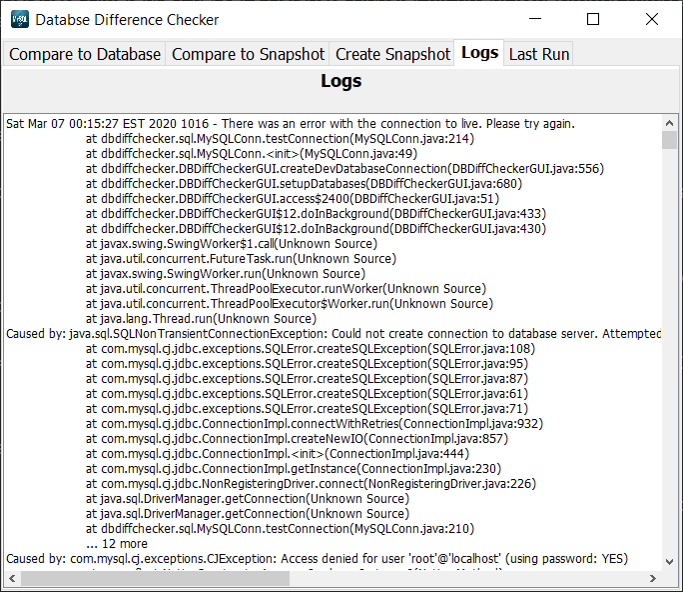 Databse Difference Checker
Compare to Database Compare to Snapshot Create Snapshot Logs Last Run
Logs
Sat Mar 07 00:15:27 EST 2020 1016 - There was an error with the connection to live. Please try again.
at dbdiffchecker.sql.MySQLConn.testConnection(MySQLConn.java:214)
at dbdiffchecker.sql.MySQLConn.<init>(MySQLConn.java:49)
at dbdiffchecker.DBDiffCheckerGUI.createDevDatabaseConnection(DBDiffCheckerGUI.java:556)
at dbdiffchecker.DBDiffCheckerGUI.setupDatabases(DBDiffCheckerGUI.java:680)
at dbdiffchecker.DBDiffCheckerGUI.access$2400(DBDiffCheckerGUI.java:51)
at dbdiffchecker.DBDiffCheckerGUI$12.doInBackground(DBDiffCheckerGUI.java:433)
at dbdiffchecker.DBDiffCheckerGUI$12.doInBackground(DBDiffCheckerGUI.java:430)
at javax.swing.SwingWorker$1.call(Unknown Source)
at java.util.concurrent.FutureTask.run(Unknown Source)
at javax.swing.SwingWorker.run(Unknown Source)
at java.util.concurrent.ThreadPoolExecutor.runWorker(Unknown Source)
at java.util.concurrent.ThreadPoolExecutor$Worker.run(Unknown Source)
at java.lang.Thread.run(Unknown Source)
Caused by: java.sql.SQLNonTransientConnectionException: Could not create connection to database server. Attempted
at com.mysql.cj.jdbc.exceptions.SQLError.createSQLException(SQLError.java:108)
at com.mysql.cj.jdbc.exceptions.SQLError.createSQLException(SQLError.java:95)
at com.mysql.cj.jdbc.exceptions.SQLError.createSQLException(SQLError.java:87)
at com.mysql.cj.jdbc.exceptions.SQLError.createSQLException(SQLError.java:61)
at com.mysql.cj.jdbc.exceptions.SQLError.createSQLException(SQLError.java:71)
at com.mysql.cj.jdbc.ConnectionImpl.connectWithRetries(ConnectionImpl.java:932)
at com.mysql.cj.jdbc.ConnectionImpl.createNewIO(ConnectionImpl.java:857)
at com.mysql.cj.jdbc.ConnectionImpl.<init>(ConnectionImpl.java:444)
at com.mysql.cj.jdbc.ConnectionImpl.getInstance(ConnectionImpl.java:230)
at com.mysql.cj.jdbc.NonRegisteringDriver.connect(NonRegisteringDriver.java:226)
at java.sql.DriverManager.getConnection(Unknown Source)
at java.sql.DriverManager.getConnection(Unknown Source)
at dbdiffchecker.sql.MySQLConn.testConnection(MySQLConn.java:210)
... 12 more
Caused by: com.mysql.cj.exceptions.CJException: Access denied for user 'root'@'localhost' (using password: YES)